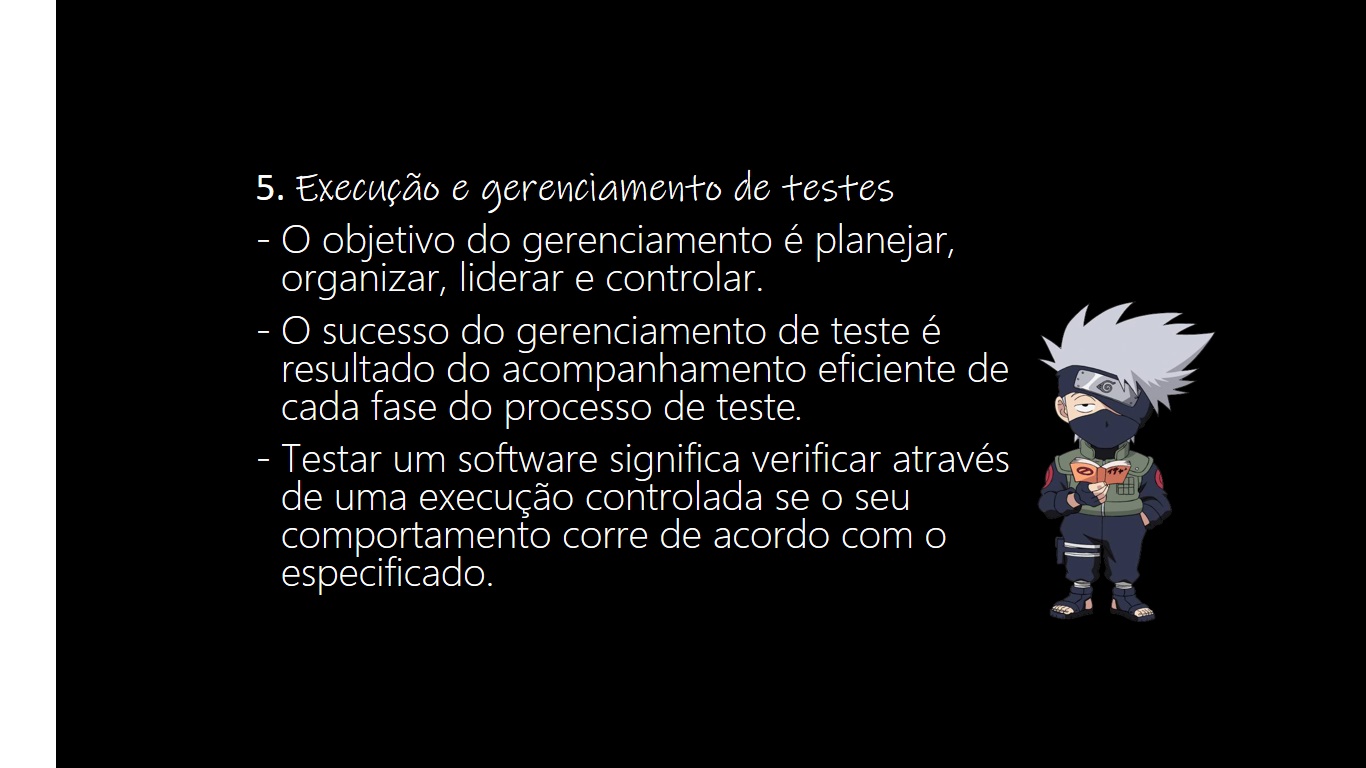 5. Execução e gerenciamento de testes
- O objetivo do gerenciamento é planejar,
organizar, liderar e controlar.
- O sucesso do gerenciamento de teste é
resultado do acompanhamento eficiente de
cada fase do processo de teste.
- Testar um software significa verificar através
de uma execução controlada se o seu
comportamento corre de acordo com o
especificado.